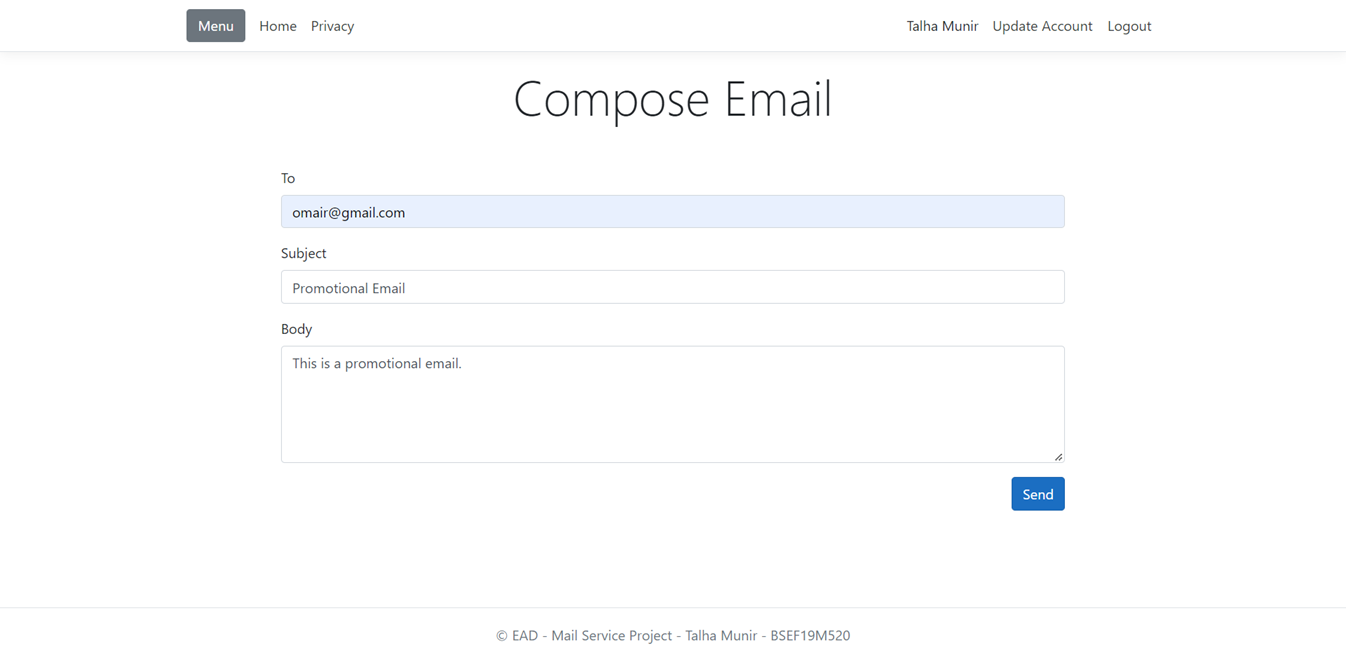 Menu Home Privacy Talha Munir Update Account Logout
Compose Email
To
omair@gmail.com
Subject
Promotional Email
Body
This is a promotional email.
Send
© EAD - Mail Service Project - Talha Munir - BSEF19M520